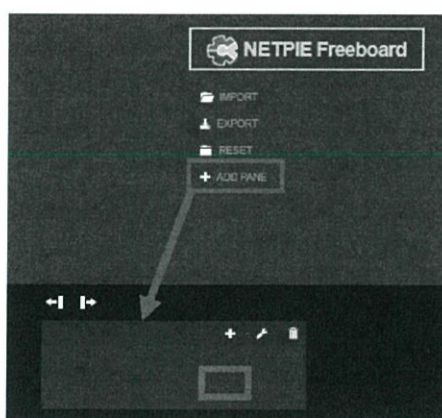 NETPIE Freeboard
IMPORT
EXPORT
RESET
ADD PANE